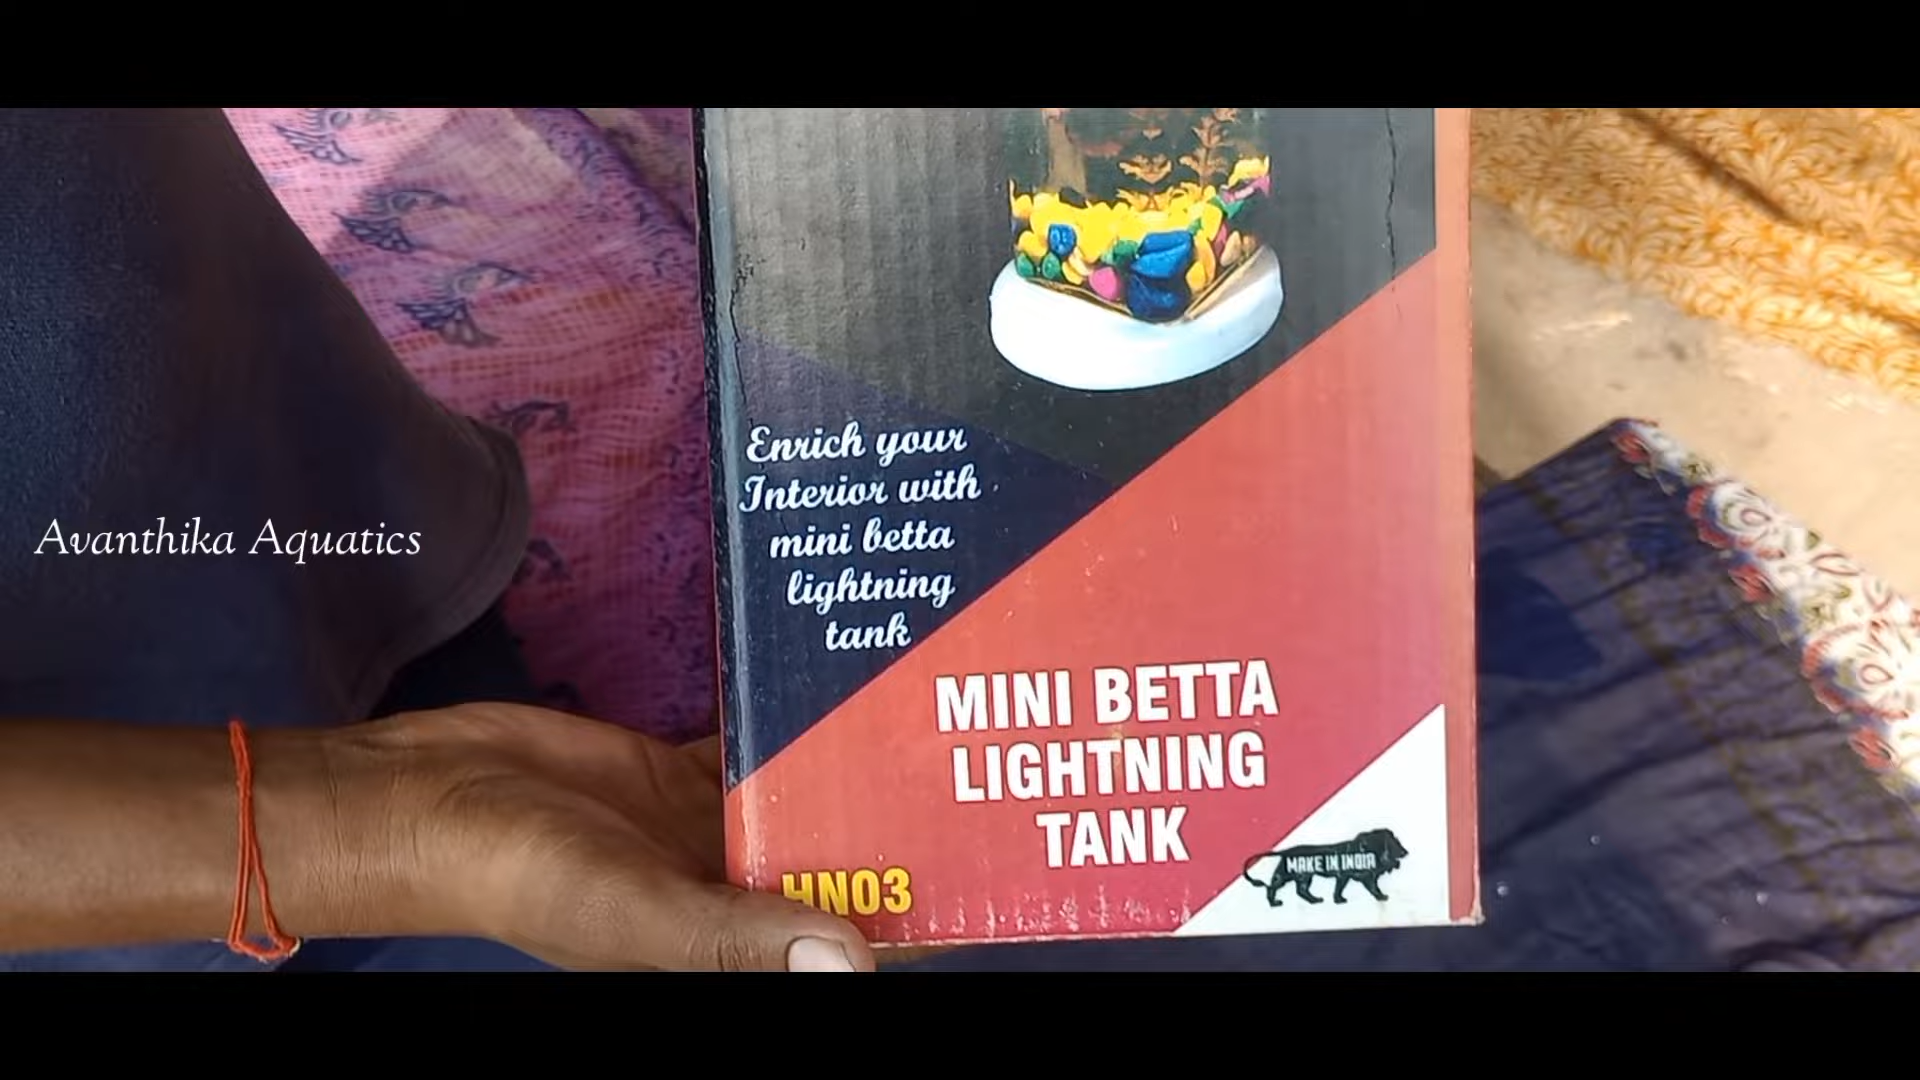 Avanthika Aquatics
Enrich your
Interior with
mini betta
lightning
tank
MINI BETTA
LIGHTNING
TANK
HN03
MAKE IN INDIA